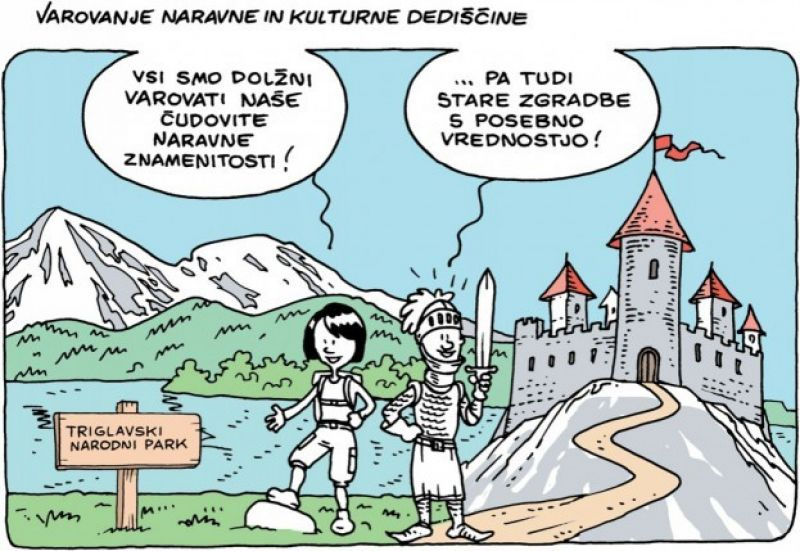 VAROVANJE NARAVNE IN KULTURNE DEDIŠČINE
VSI SMO DOLŽNI
VAROVATI NAŠE
ČUDOVITE
NARAVNE
ZNAMENITOSTI!
... PA TUDI
STARE ZGRADBE
S POSEBNO
VREDNOSTJO!
TRIGLAVSKI
NARODNI PARK